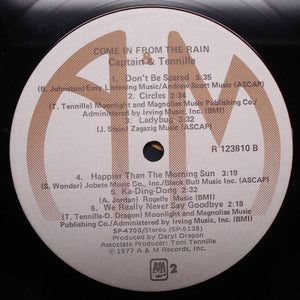 COME IN FROM THE RAIN
Captain & Tennille
1. Don't Be Scared 3:35
(B. Johnston) Easy Listening Music/Andrew Scott Music (ASCAP)
2. Circles 2:34
(T. Tennille) Moonlight and Magnolias Music Publishing Co./
Administered by Irving Music, Inc. (BMI)
3. Ladybug 3:32
(J. Stein) Zagazig Music (ASCAP)
R 123810 B
4. Happier Than The Morning Sun 3:19
(S. Wonder) Jobete Music Co., Inc./Black Bull Music Inc. (ASCAP)
5. Ka-Ding-Dong 2:02
(A. Jordan) Rogelle Music (BMI)
6. We Really Never Say Goodbye 2:18
(T. Tennille-D. Dragon) Moonlight and Magnolias Music
Publishing Co./Administered by Irving Music, Inc. (BMI)
SP-4700 (SP-5138)
Produced by Daryl Dragon
Associate Producer: Toni Tennille
℗ 1977 A&M Records, Inc.
A&M 2